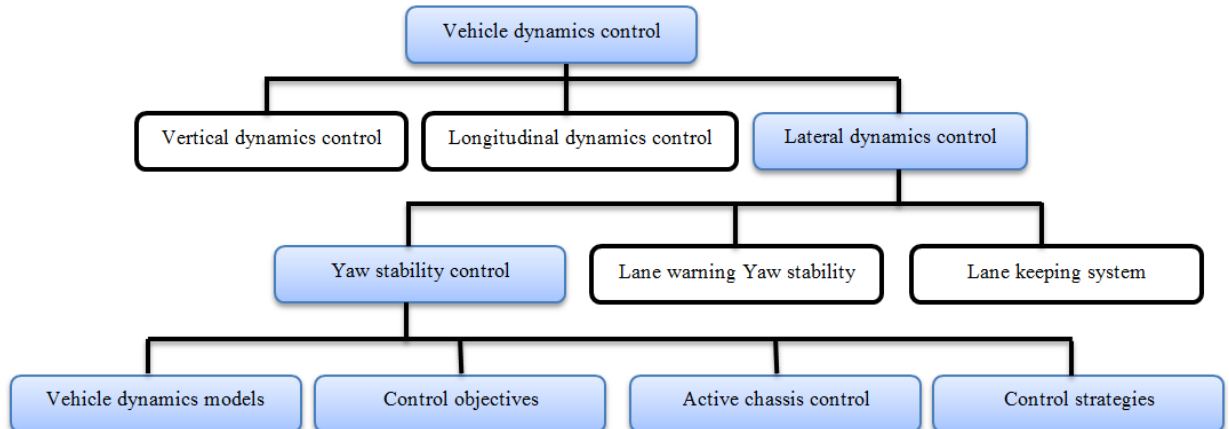 Vehicle dynamics control
Vertical dynamics control
Longitudinal dynamics control
Lateral dynamics control
Yaw stability control
Lane warning Yaw stability
Lane keeping system
Vehicle dynamics models
Control objectives
Active chassis control
Control strategies